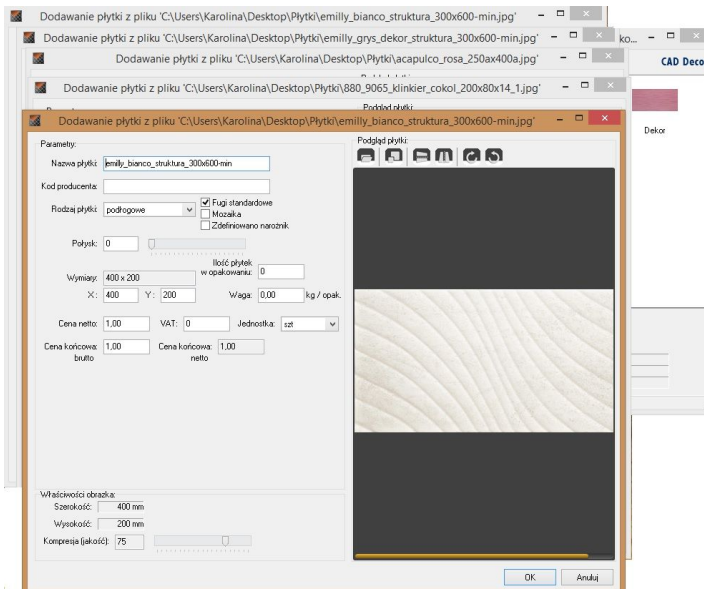 Dodawanie płytki z pliku 'C:\Users\Karolina\Desktop\Płytki\emilly_bianco_struktura_300x600-min.jpg'
Dodawanie płytki z pliku 'C:\Users\Karolina\Desktop\Płytki\emilly_grys_dekor_struktura_300x600-min.jpg'
ko...
Dodawanie płytki z pliku 'C:\Users\Karolina\Desktop\Płytki\acapulco_rosa_250ax400a.jpg'
CAD Deco
Dodawanie płytki z pliku 'C:\Users\Karolina\Desktop\Płytki\880_9065_klinkier_cokol_200x80x14_1.jpg'
Podgląd płytki:
Dekor
Dodawanie płytki z pliku 'C:\Users\Karolina\Desktop\Płytki\emilly_bianco_struktura_300x600-min.jpg'
Parametry:
Podgląd płytki:
Nazwa płytki: emilly_bianco_struktura_300x600-min
Kod producenta:
Rodzaj płytki: podłogowe
Fugi standardowe
Mozaika
Zdefiniowano narożnik
Połysk: 0
Ilość płytek w opakowaniu: 0
Wymiary: 400 x 200
X: 400 Y: 200 Waga: 0,00 kg / opak.
Cena netto: 1,00 VAT: 0 Jednostka: szt
Cena końcowa: 1,00 Cena końcowa: 1,00
brutto netto
Właściwości obrazka:
Szerokość: 400 mm
Wysokość: 200 mm
Kompresja (jakość): 75
OK Anuluj